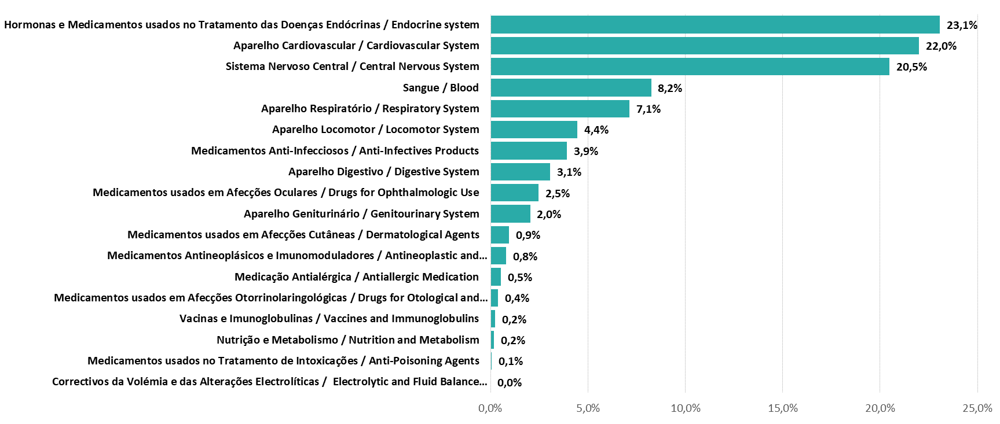 Hormonas e Medicamentos usados no Tratamento das Doenças Endócrinas / Endocrine system 23,1%
Aparelho Cardiovascular / Cardiovascular System 22,0%
Sistema Nervoso Central / Central Nervous System 20,5%
Sangue / Blood 8,2%
Aparelho Respiratório / Respiratory System 7,1%
Aparelho Locomotor / Locomotor System 4,4%
Medicamentos Anti-Infecciosos / Anti-Infectives Products 3,9%
Aparelho Digestivo / Digestive System 3,1%
Medicamentos usados em Afecções Oculares / Drugs for Ophthalmologic Use 2,5%
Aparelho Geniturinário / Genitourinary System 2,0%
Medicamentos usados em Afecções Cutâneas / Dermatological Agents 0,9%
Medicamentos Antineoplásicos e Imunomoduladores / Antineoplastic and… 0,8%
Medicação Antialérgica / Antiallergic Medication 0,5%
Medicamentos usados em Afecções Otorrinolaringológicas / Drugs for Otological and… 0,4%
Vacinas e Imunoglobulinas / Vaccines and Immunoglobulins 0,2%
Nutrição e Metabolismo / Nutrition and Metabolism 0,2%
Medicamentos usados no Tratamento de Intoxicações / Anti-Poisoning Agents 0,1%
Correctivos da Volémia e das Alterações Electrolíticas /  Electrolytic and Fluid Balance… 0,0%
0,0% 5,0% 10,0% 15,0% 20,0% 25,0%